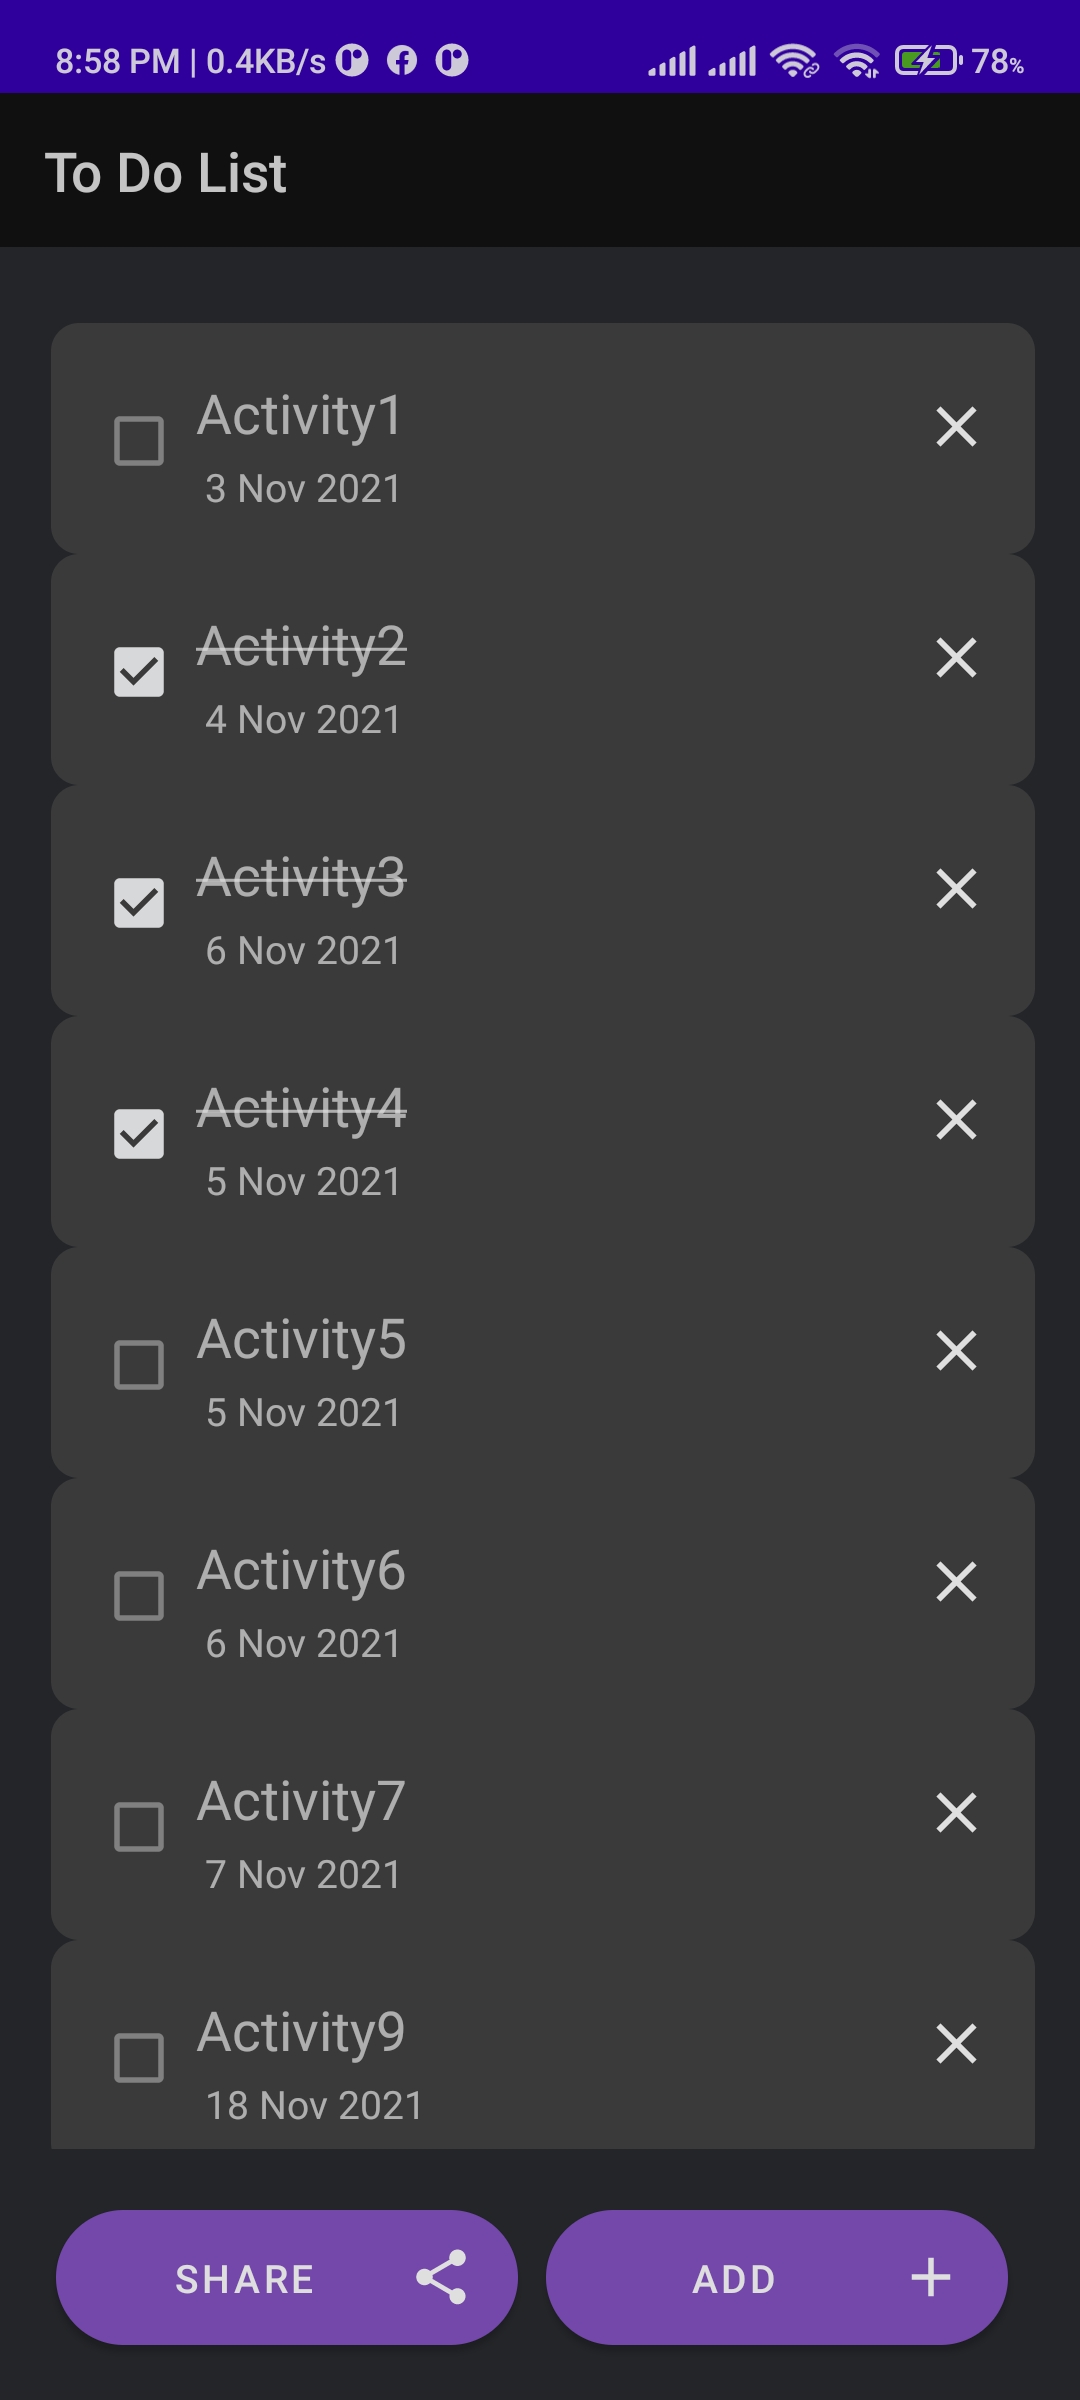 8:58 PM | 0.4KB/s 78%
To Do List
Activity1
3 Nov 2021
Activity2
4 Nov 2021
Activity3
6 Nov 2021
Activity4
5 Nov 2021
Activity5
5 Nov 2021
Activity6
6 Nov 2021
Activity7
7 Nov 2021
Activity9
18 Nov 2021
SHARE ADD